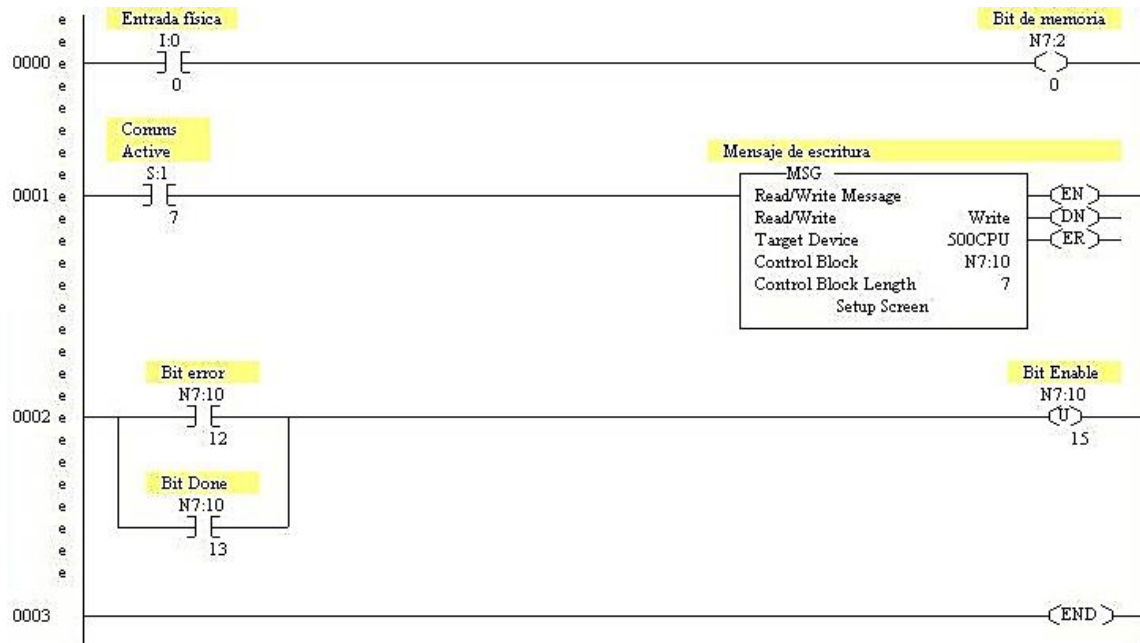 e
Entrada física
Bit de memoria
e
I:0
N7:2
0000 e
e
0
0
e
e
Comms
e
Active
Mensaje de escritura
e
S:1
MSG
0001 e
Read/Write Message
EN
e
7
Read/Write
Write
DN
e
Target Device
500CPU
ER
e
Control Block
N7:10
e
Control Block Length
7
e
Setup Screen
e
e
e
Bit error
Bit Enable
e
N7:10
N7:10
0002 e
U
e
12
15
e
e
Bit Done
e
N7:10
e
e
13
e
0003
END